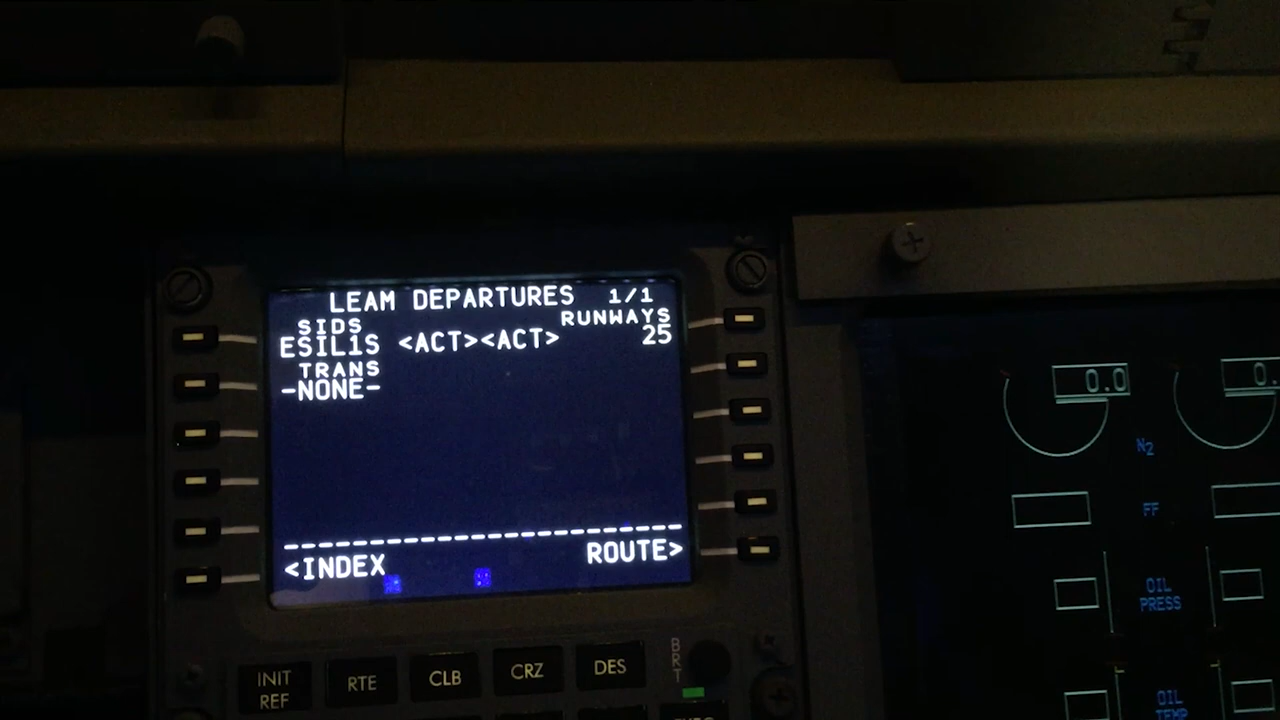 LEAM DEPARTURES 1/1
SIDS RUNWAYS
ESIL1S <ACT><ACT> 25
TRANS
-NONE-
<INDEX ROUTE>
INIT REF
RTE
CLB
CRZ
DES
BRT
0.0
0.
N2
FF
OIL
PRESS
OIL
TEMP